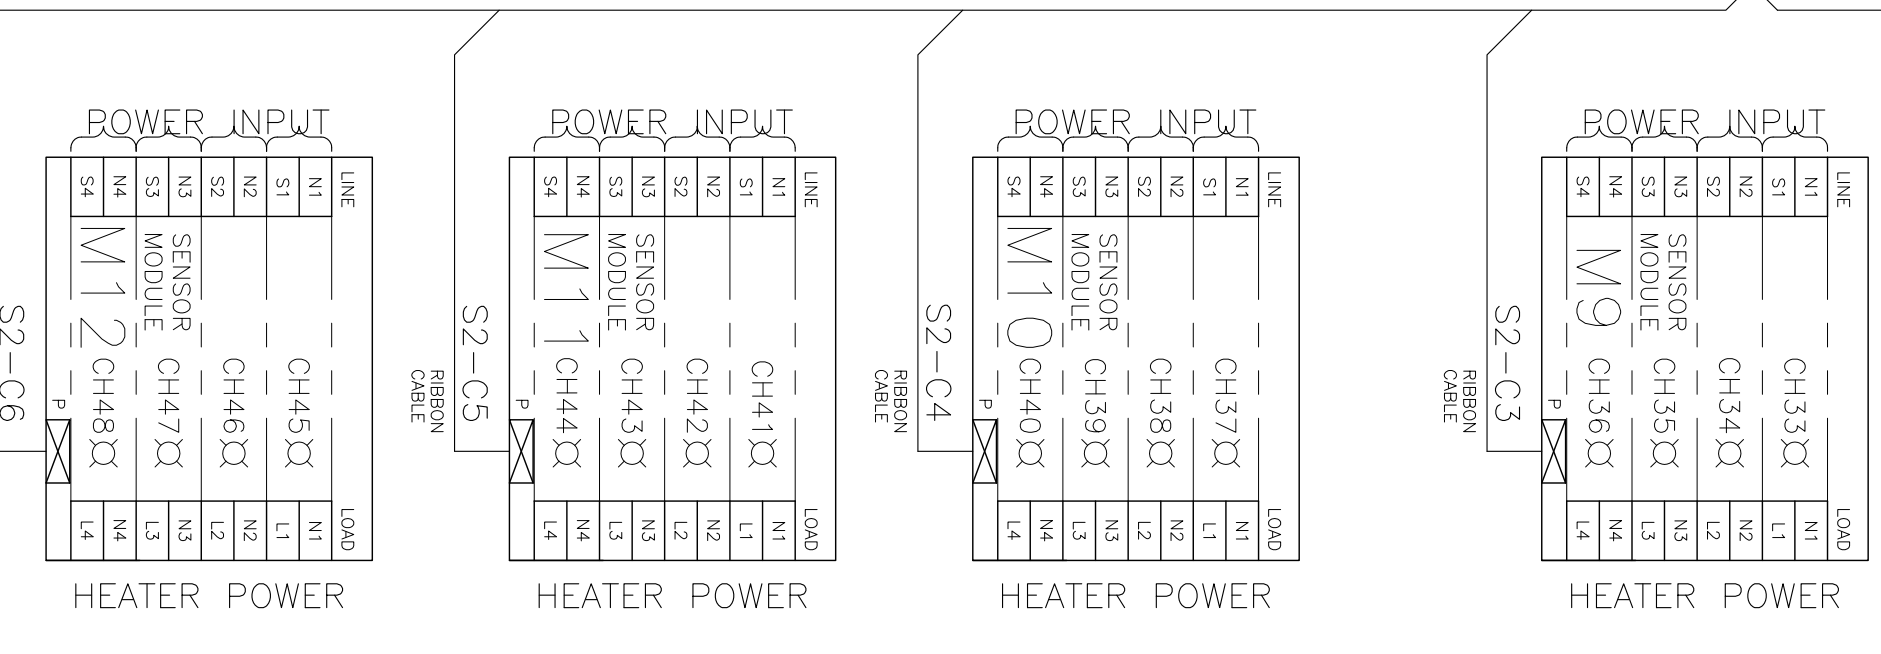 POWER INPUT
S4 N4 S3 N3 S2 N2 S1 N1 LINE
M12
SENSOR
MODULE
CH48 CH47 CH46 CH45
S2-C6
P
L4 N4 L3 N3 L2 N2 L1 N1 LOAD
HEATER POWER
POWER INPUT
S4 N4 S3 N3 S2 N2 S1 N1 LINE
M11
SENSOR
MODULE
CH44 CH43 CH42 CH41
S2-C5
RIBBON
CABLE
P
L4 N4 L3 N3 L2 N2 L1 N1 LOAD
HEATER POWER
POWER INPUT
S4 N4 S3 N3 S2 N2 S1 N1 LINE
M10
SENSOR
MODULE
CH40 CH39 CH38 CH37
S2-C4
RIBBON
CABLE
P
L4 N4 L3 N3 L2 N2 L1 N1 LOAD
HEATER POWER
POWER INPUT
S4 N4 S3 N3 S2 N2 S1 N1 LINE
M9
SENSOR
MODULE
CH36 CH35 CH34 CH33
S2-C3
RIBBON
CABLE
P
L4 N4 L3 N3 L2 N2 L1 N1 LOAD
HEATER POWER